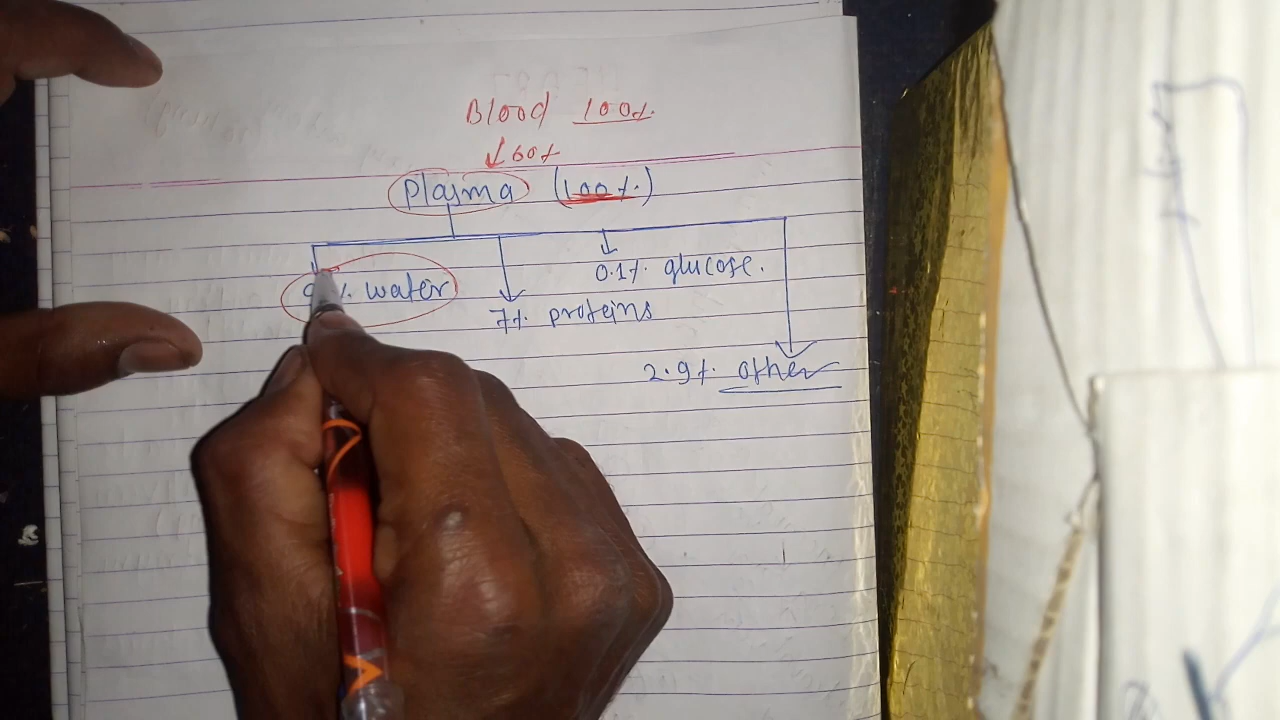 Blood 100%
60%
Plasma (100%)
0.1% glucose.
water
7% proteins
2.9% other